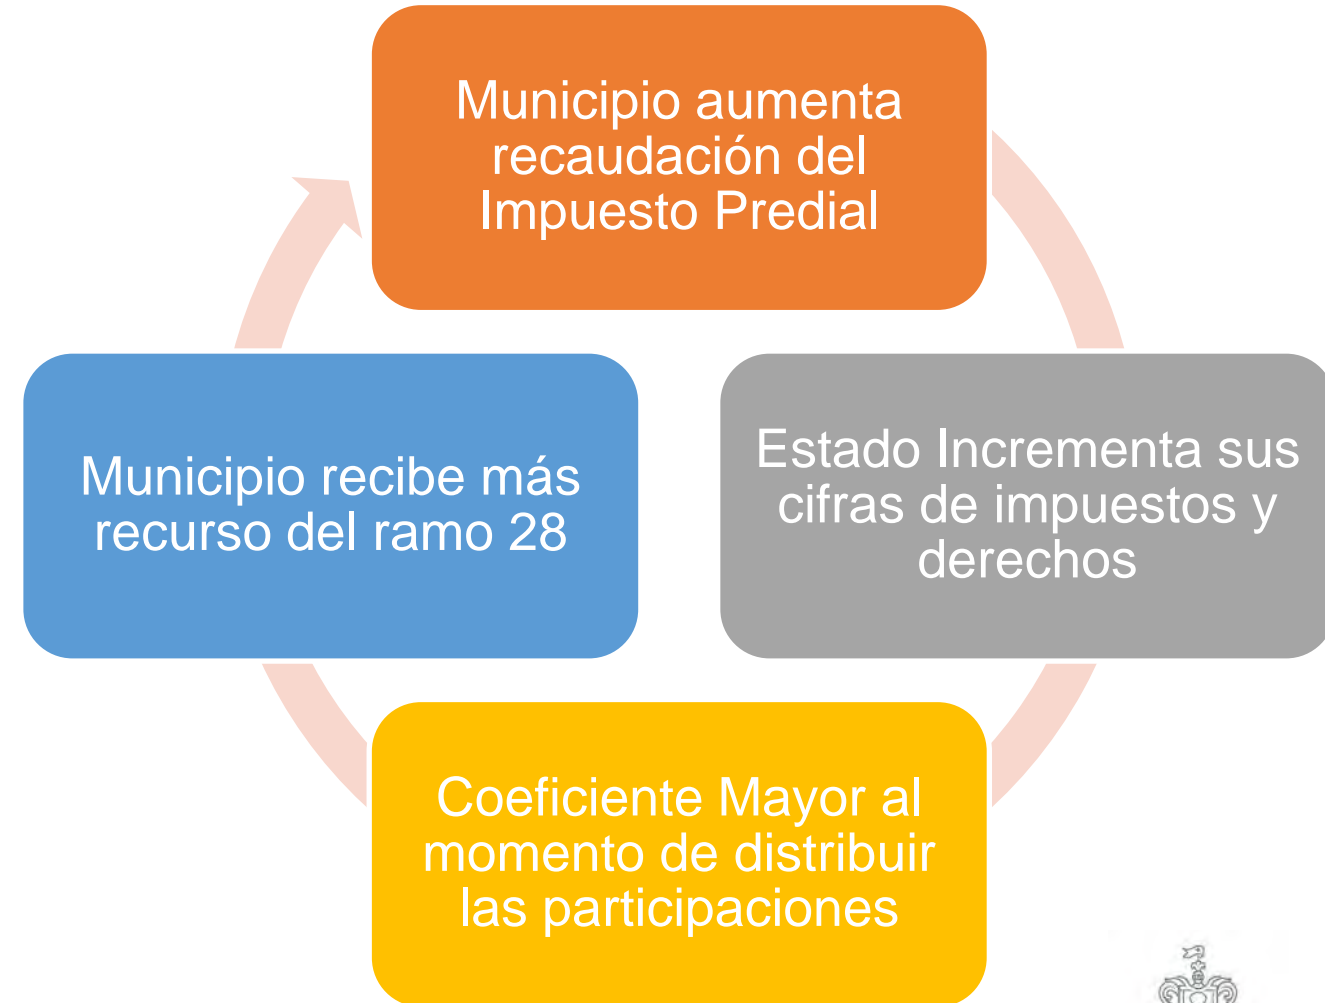 Municipio aumenta
recaudación del
Impuesto Predial
Estado Incrementa sus
cifras de impuestos y
derechos
Coeficiente Mayor al
momento de distribuir
las participaciones
Municipio recibe más
recurso del ramo 28